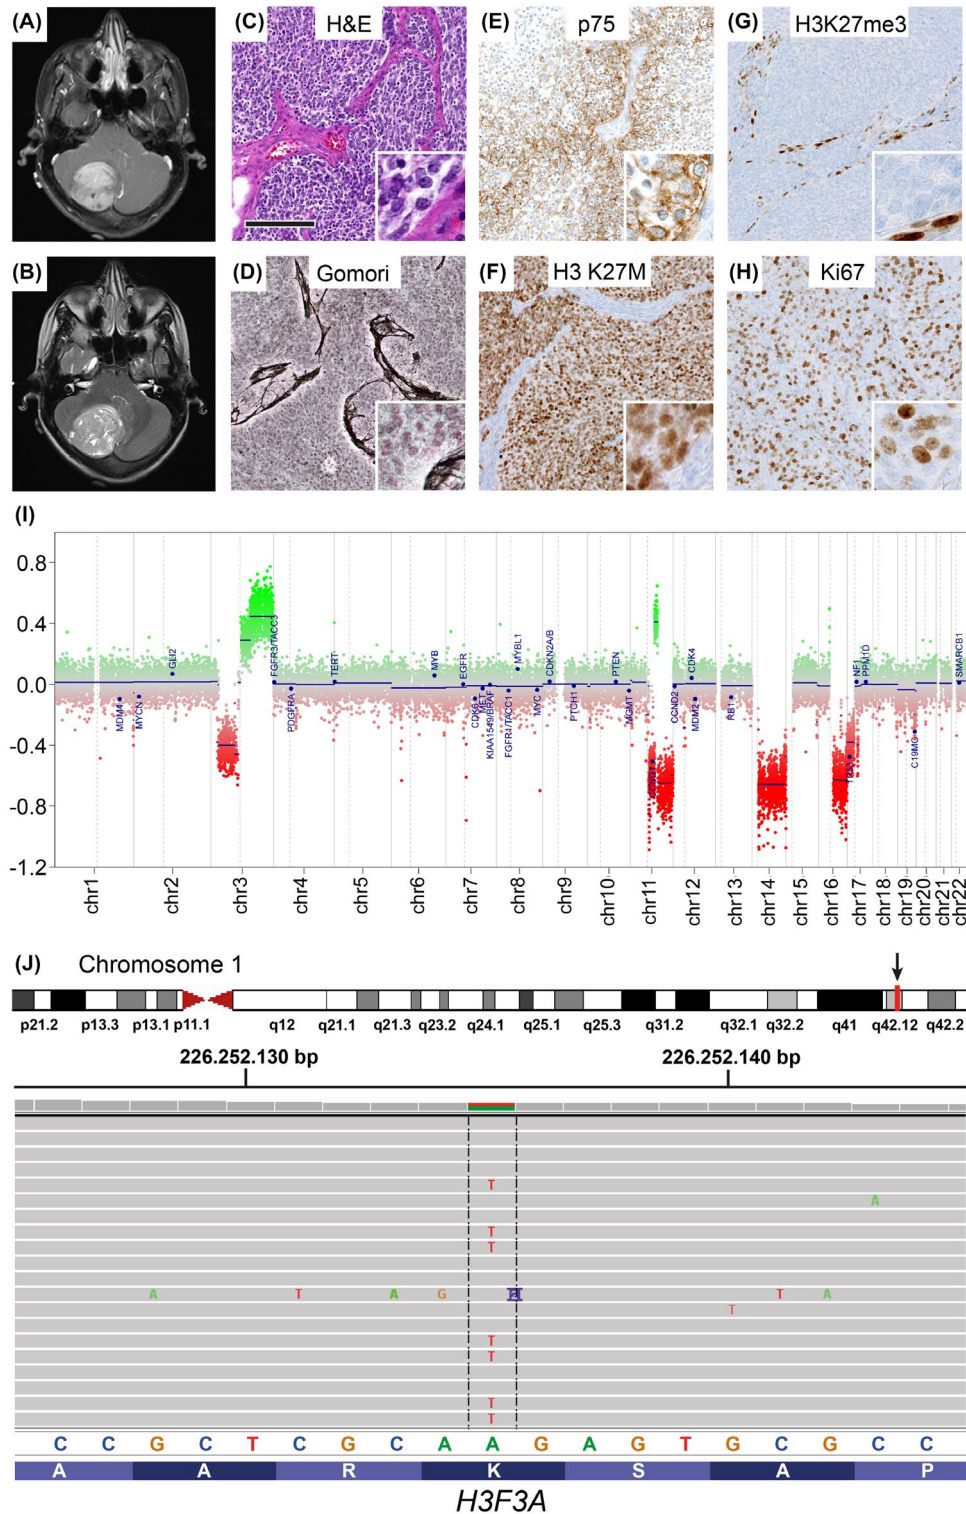 (A)
(C) H&E
(E) p75
(G) H3K27me3
(B)
(D) Gomori
(F) H3 K27M
(H) Ki67
(I)
0.8
0.4
0.0
-0.4
-0.8
-1.2
MDM4
MYCN
GLI2
FGFR3/TACC3
PDGFRA
TERT
MYB
EGFR
CDK6
MET
KIAA1549/BRAF
FGFR1/TACC1
MYBL1
MYC
CDKN2A/B
PTCH1
PTEN
MGMT
CCND1
CCND2
CDK4
MDM2
RB1
TP53
NF1
PPM1D
C19MC
SMARCB1
chr1 chr2 chr3 chr4 chr5 chr6 chr7 chr8 chr9 chr10 chr11 chr12 chr13 chr14 chr15 chr16 chr17 chr18 chr19 chr20 chr21 chr22
(J) Chromosome 1
p21.2 p13.3 p13.1 p11.1 q12 q21.1 q21.3 q23.2 q24.1 q25.1 q25.3 q31.2 q32.1 q32.2 q41 q42.12 q42.2
226.252.130 bp 226.252.140 bp
T
A
T
T
A T A G T A
T
T
T
T
T
C C G C T C G C A A G A G T G C G C C
A A R K S A P
H3F3A